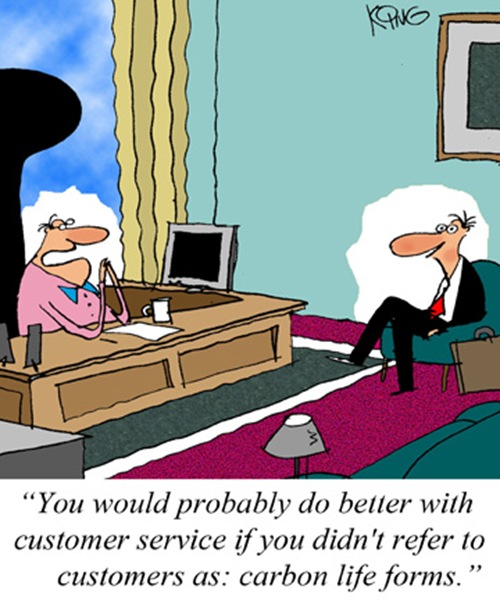 KONG
“You would probably do better with
customer service if you didn't refer to
customers as: carbon life forms.”